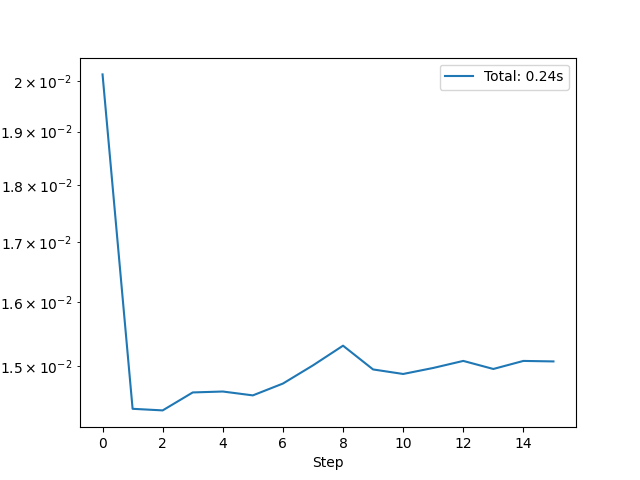 Total: 0.24s
2 × 10⁻²
1.9 × 10⁻²
1.8 × 10⁻²
1.7 × 10⁻²
1.6 × 10⁻²
1.5 × 10⁻²
0 2 4 6 8 10 12 14
Step